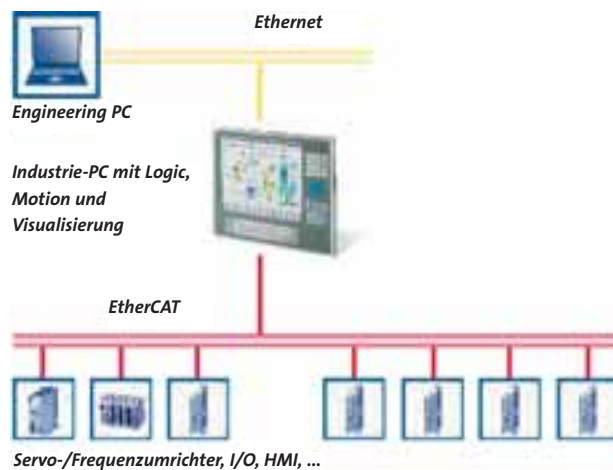 Ethernet
Engineering PC
Industrie-PC mit Logic,
Motion und
Visualisierung
EtherCAT
Servo-/Frequenzumrichter, I/O, HMI, ...